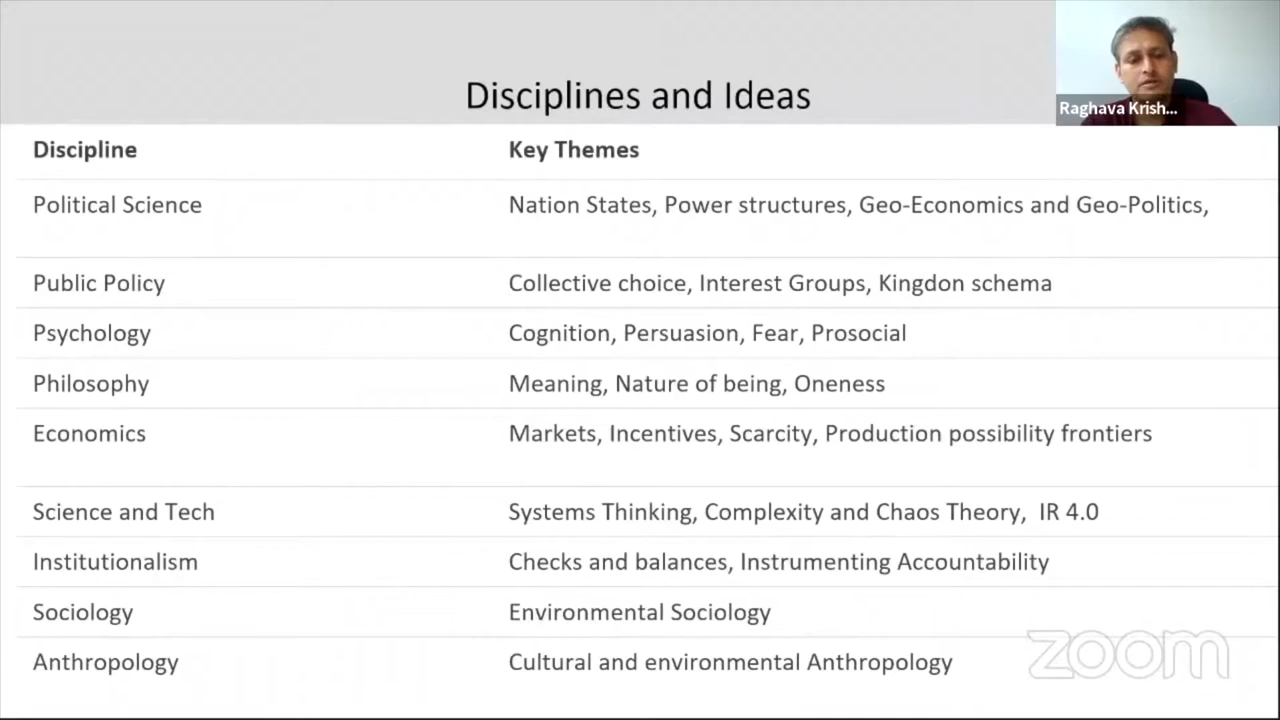 Disciplines and Ideas
Raghava Krish...
Discipline Key Themes
Political Science Nation States, Power structures, Geo-Economics and Geo-Politics,
Public Policy Collective choice, Interest Groups, Kingdon schema
Psychology Cognition, Persuasion, Fear, Prosocial
Philosophy Meaning, Nature of being, Oneness
Economics Markets, Incentives, Scarcity, Production possibility frontiers
Science and Tech Systems Thinking, Complexity and Chaos Theory, IR 4.0
Institutionalism Checks and balances, Instrumenting Accountability
Sociology Environmental Sociology
Anthropology Cultural and environmental Anthropology
zoom